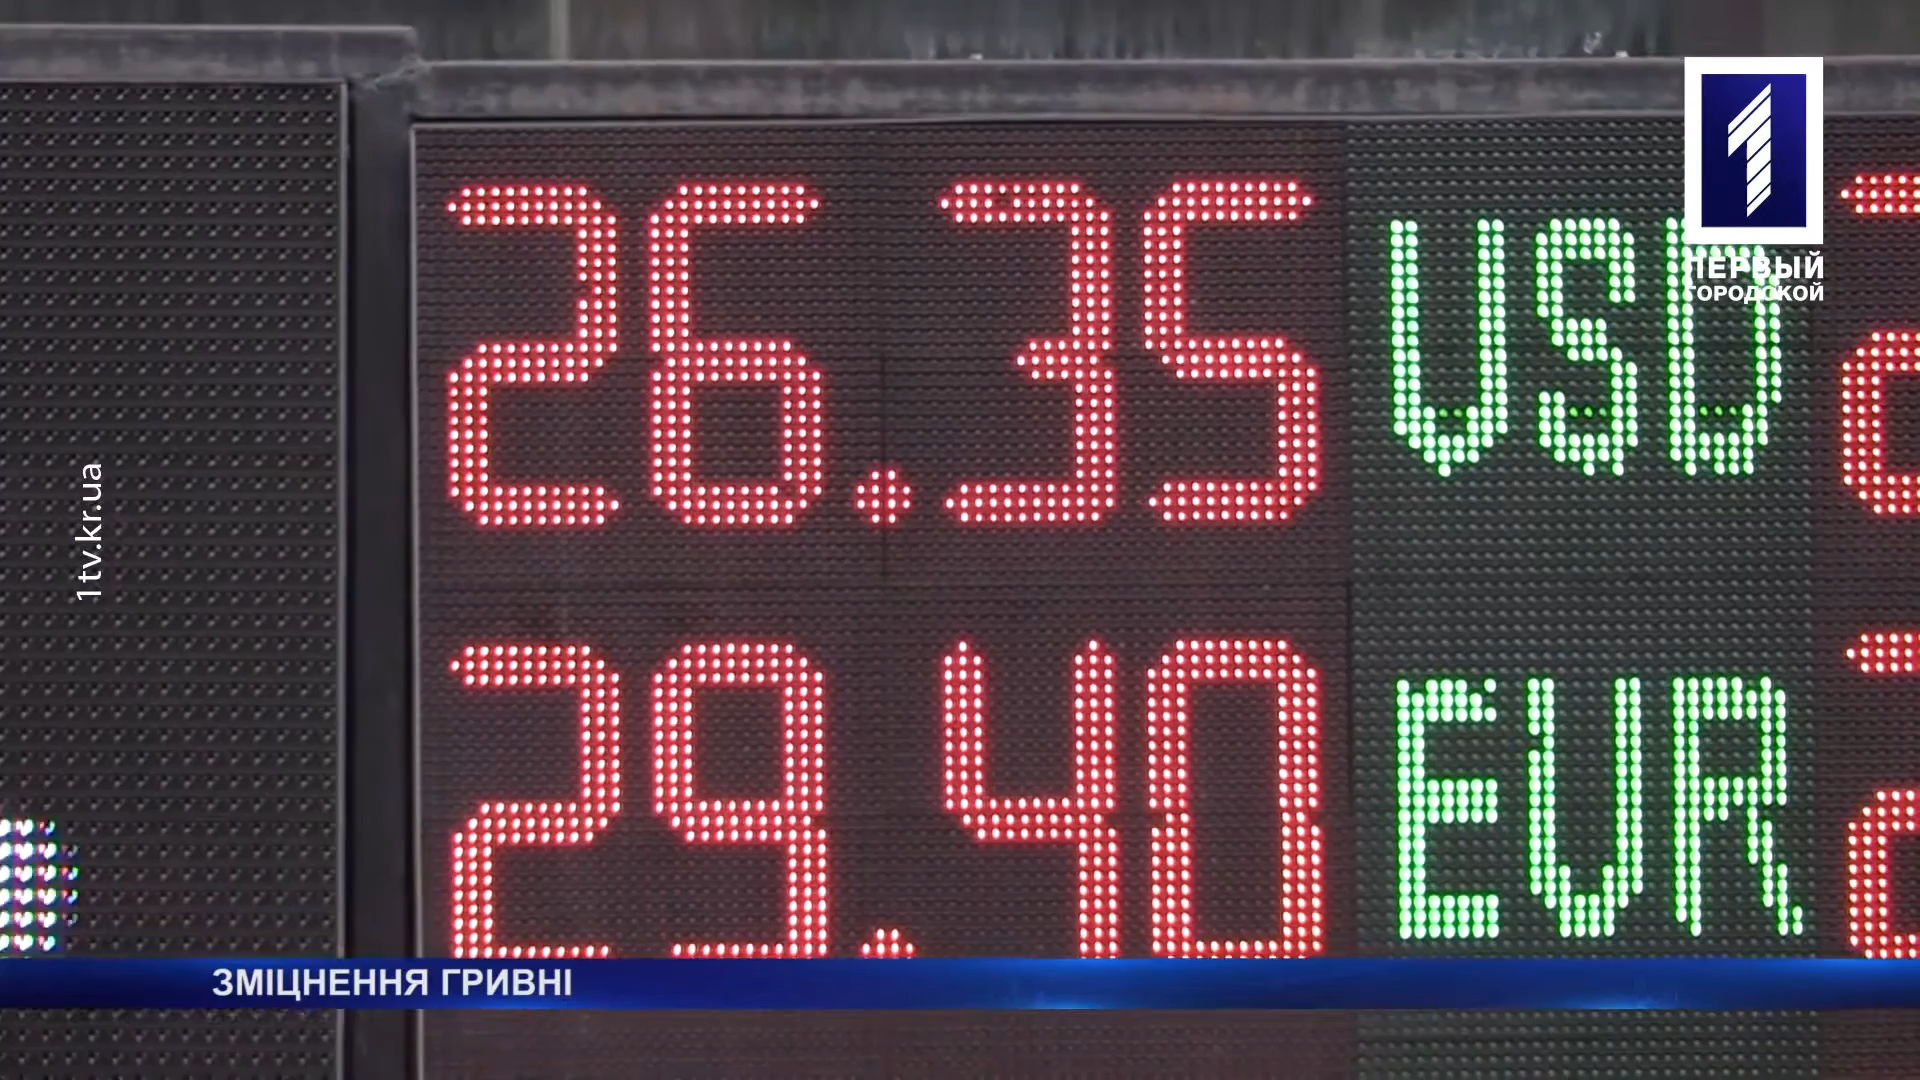 26.35 USD
ПЕРВЫЙ
ГОРОДСКОЙ
1tv.kr.ua
29.40 EUR
ЗМІЦНЕННЯ ГРИВНІ